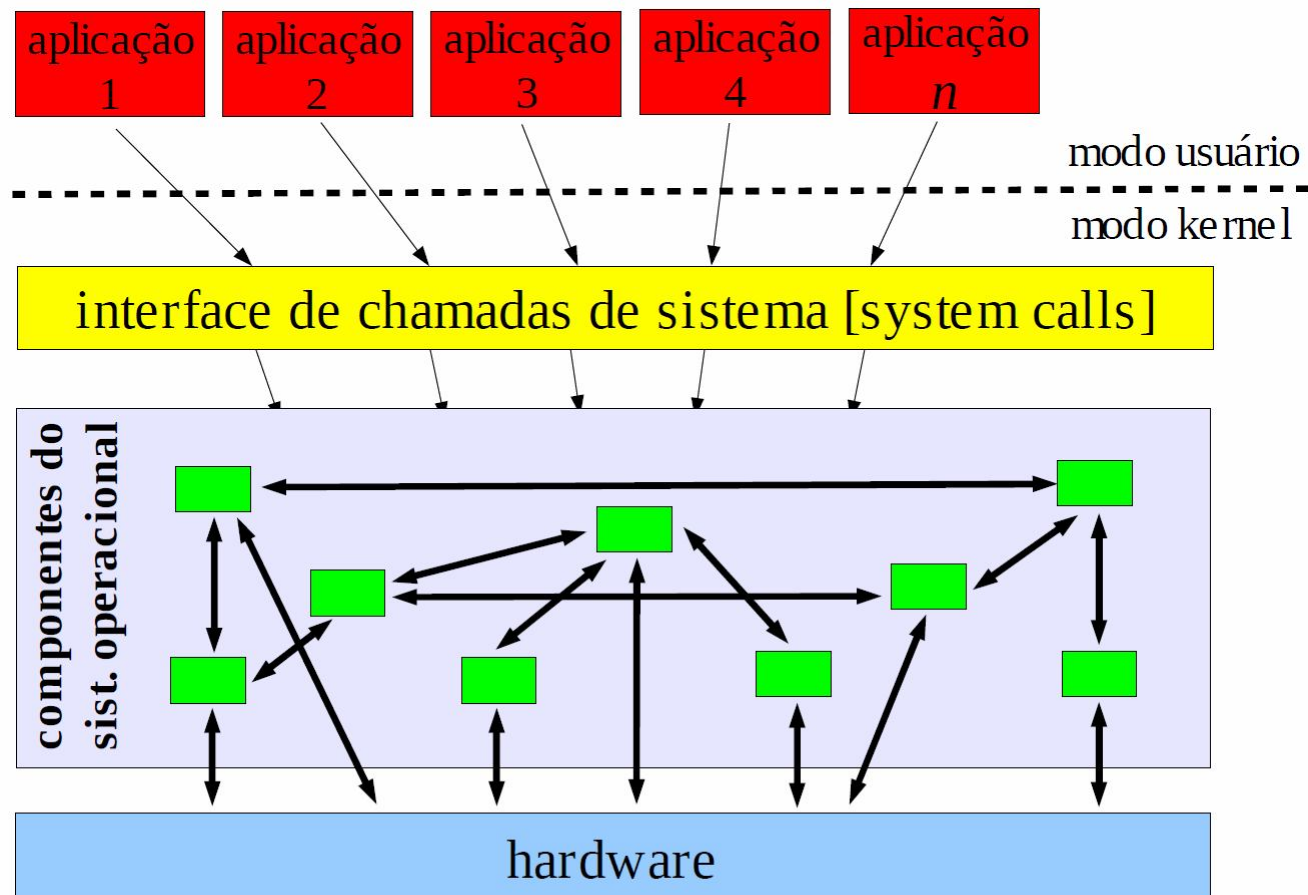 aplicação
1
aplicação
2
aplicação
3
aplicação
4
aplicação
n
modo usuário
modo kernel
interface de chamadas de sistema [system calls]
componentes do
sist. operacional
hardware